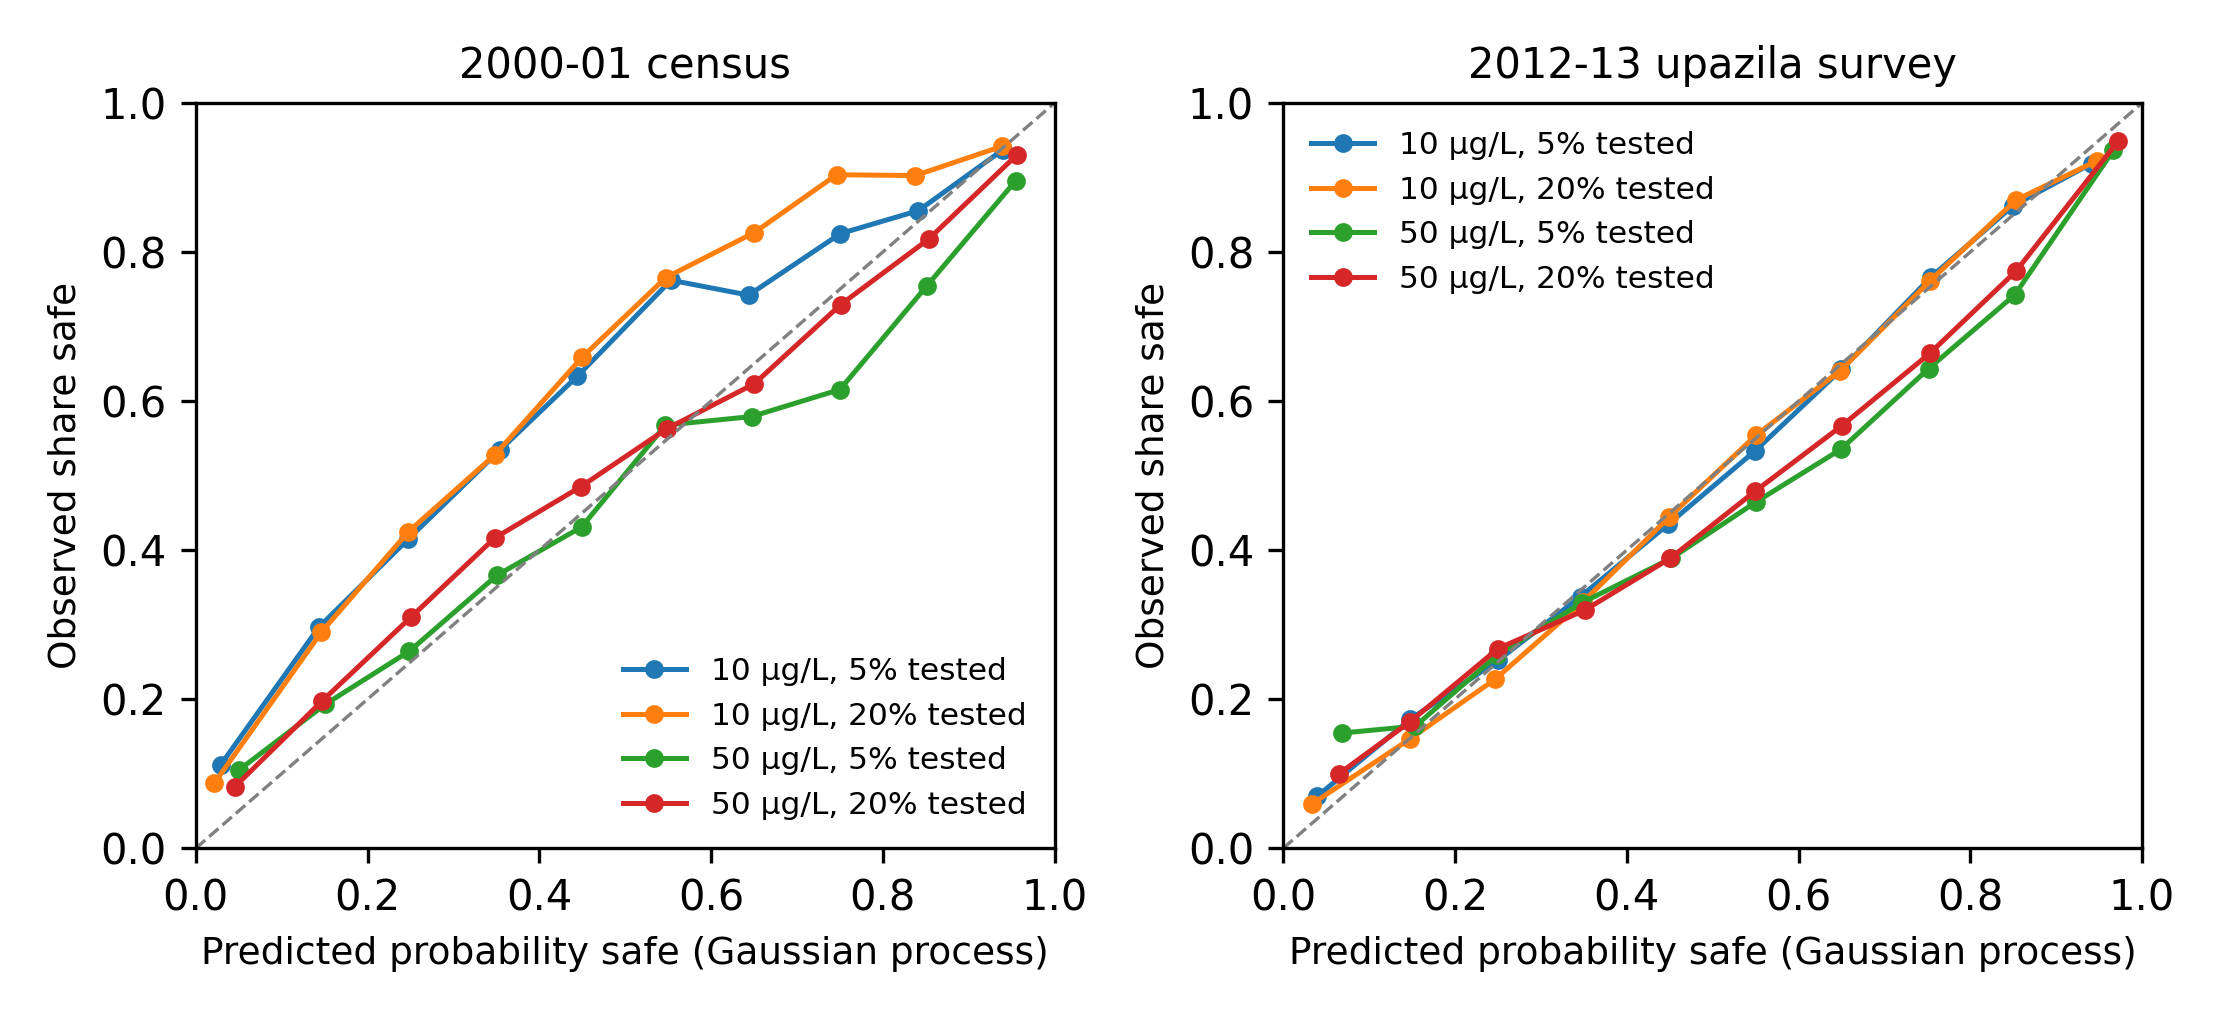 2000-01 census
1.0
0.8
0.6
0.4
0.2
0.0
Observed share safe
10 µg/L, 5% tested
10 µg/L, 20% tested
50 µg/L, 5% tested
50 µg/L, 20% tested
0.0 0.2 0.4 0.6 0.8 1.0
Predicted probability safe (Gaussian process)
2012-13 upazila survey
1.0
0.8
0.6
0.4
0.2
0.0
Observed share safe
10 µg/L, 5% tested
10 µg/L, 20% tested
50 µg/L, 5% tested
50 µg/L, 20% tested
0.0 0.2 0.4 0.6 0.8 1.0
Predicted probability safe (Gaussian process)